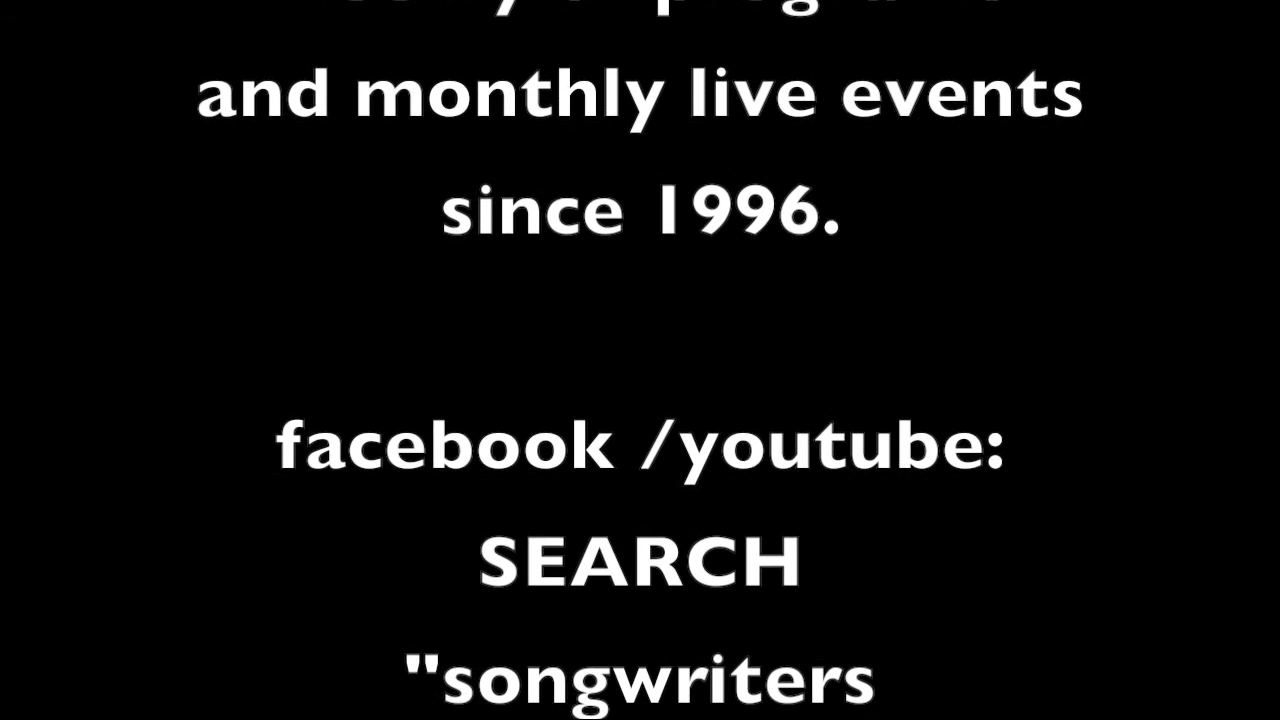 and monthly live events
since 1996.
facebook /youtube:
SEARCH
"songwriters